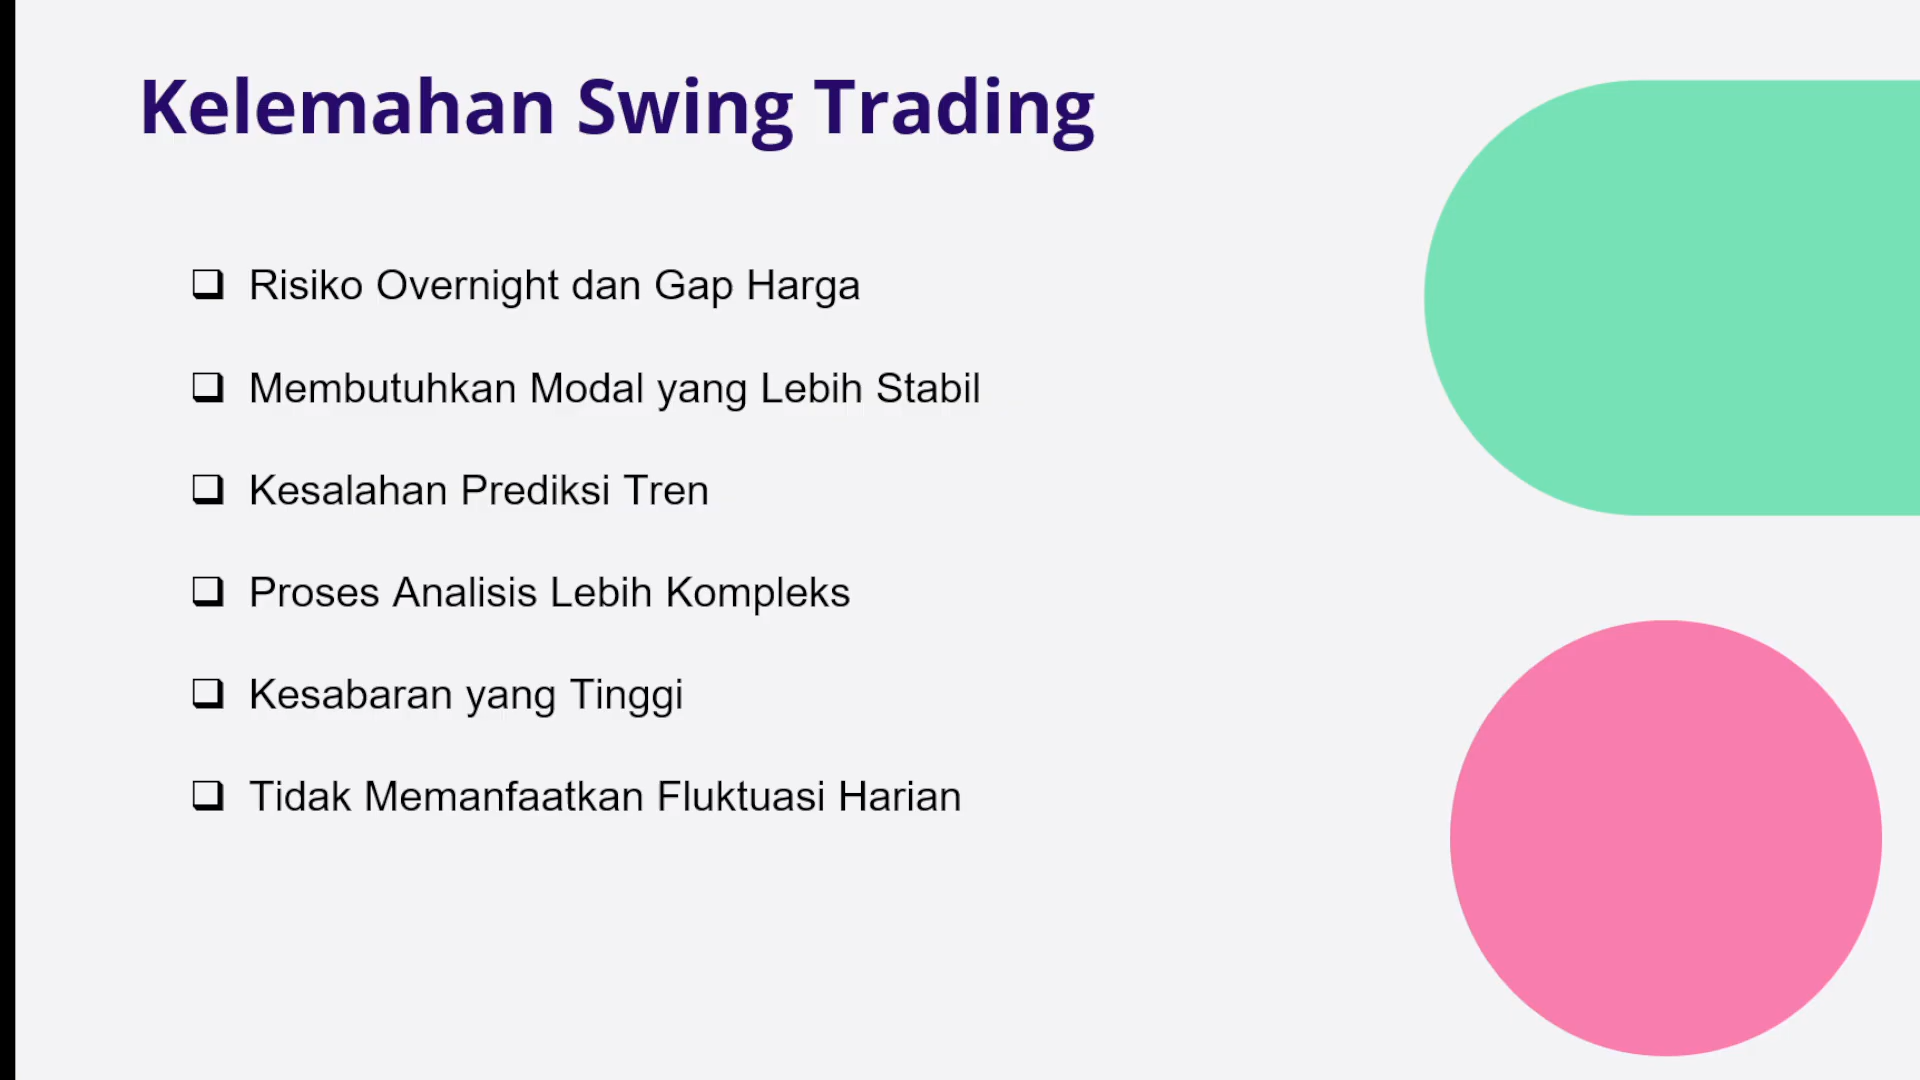 Kelemahan Swing Trading
❑ Risiko Overnight dan Gap Harga
❑ Membutuhkan Modal yang Lebih Stabil
❑ Kesalahan Prediksi Tren
❑ Proses Analisis Lebih Kompleks
❑ Kesabaran yang Tinggi
❑ Tidak Memanfaatkan Fluktuasi Harian